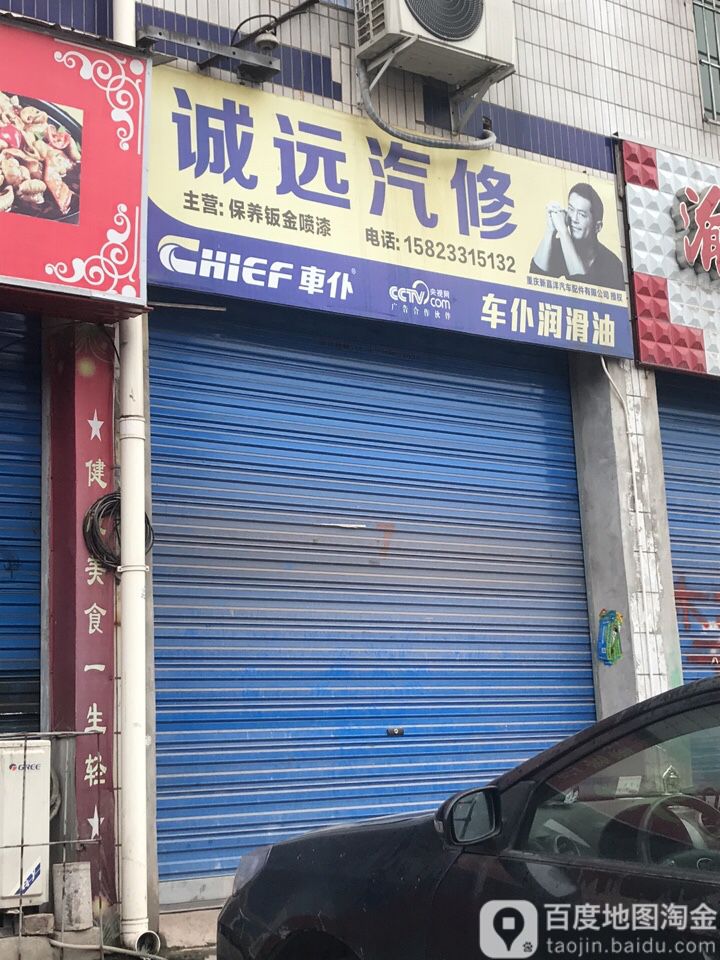 诚远汽修
主营: 保养钣金喷漆
电话: 15823315132
重庆新嘉洋汽车配件有限公司 授权
CHIEF 車仆®
CCTV.com 央视网
广告合作伙伴
车仆润滑油
渝
★健
美食一生轻★
GREE
百度地图淘金
taojin.baidu.com